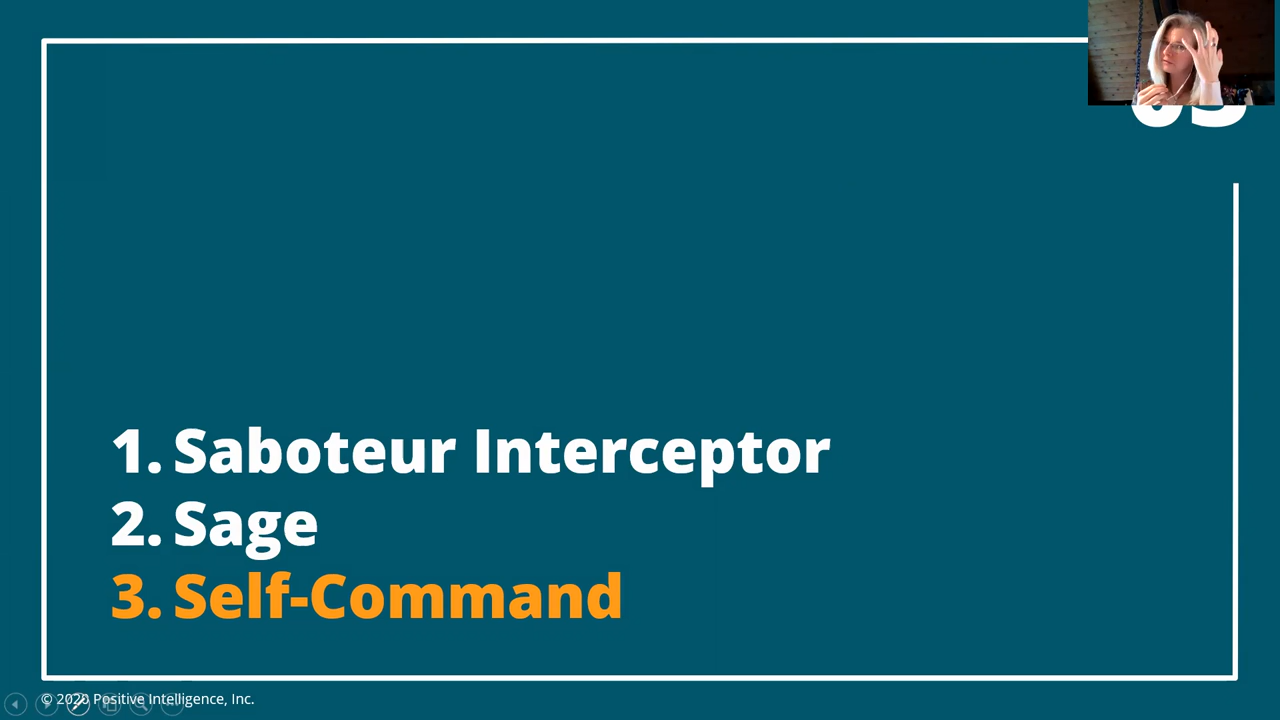 1. Saboteur Interceptor
2. Sage
3. Self-Command
© 2020 Positive Intelligence, Inc.